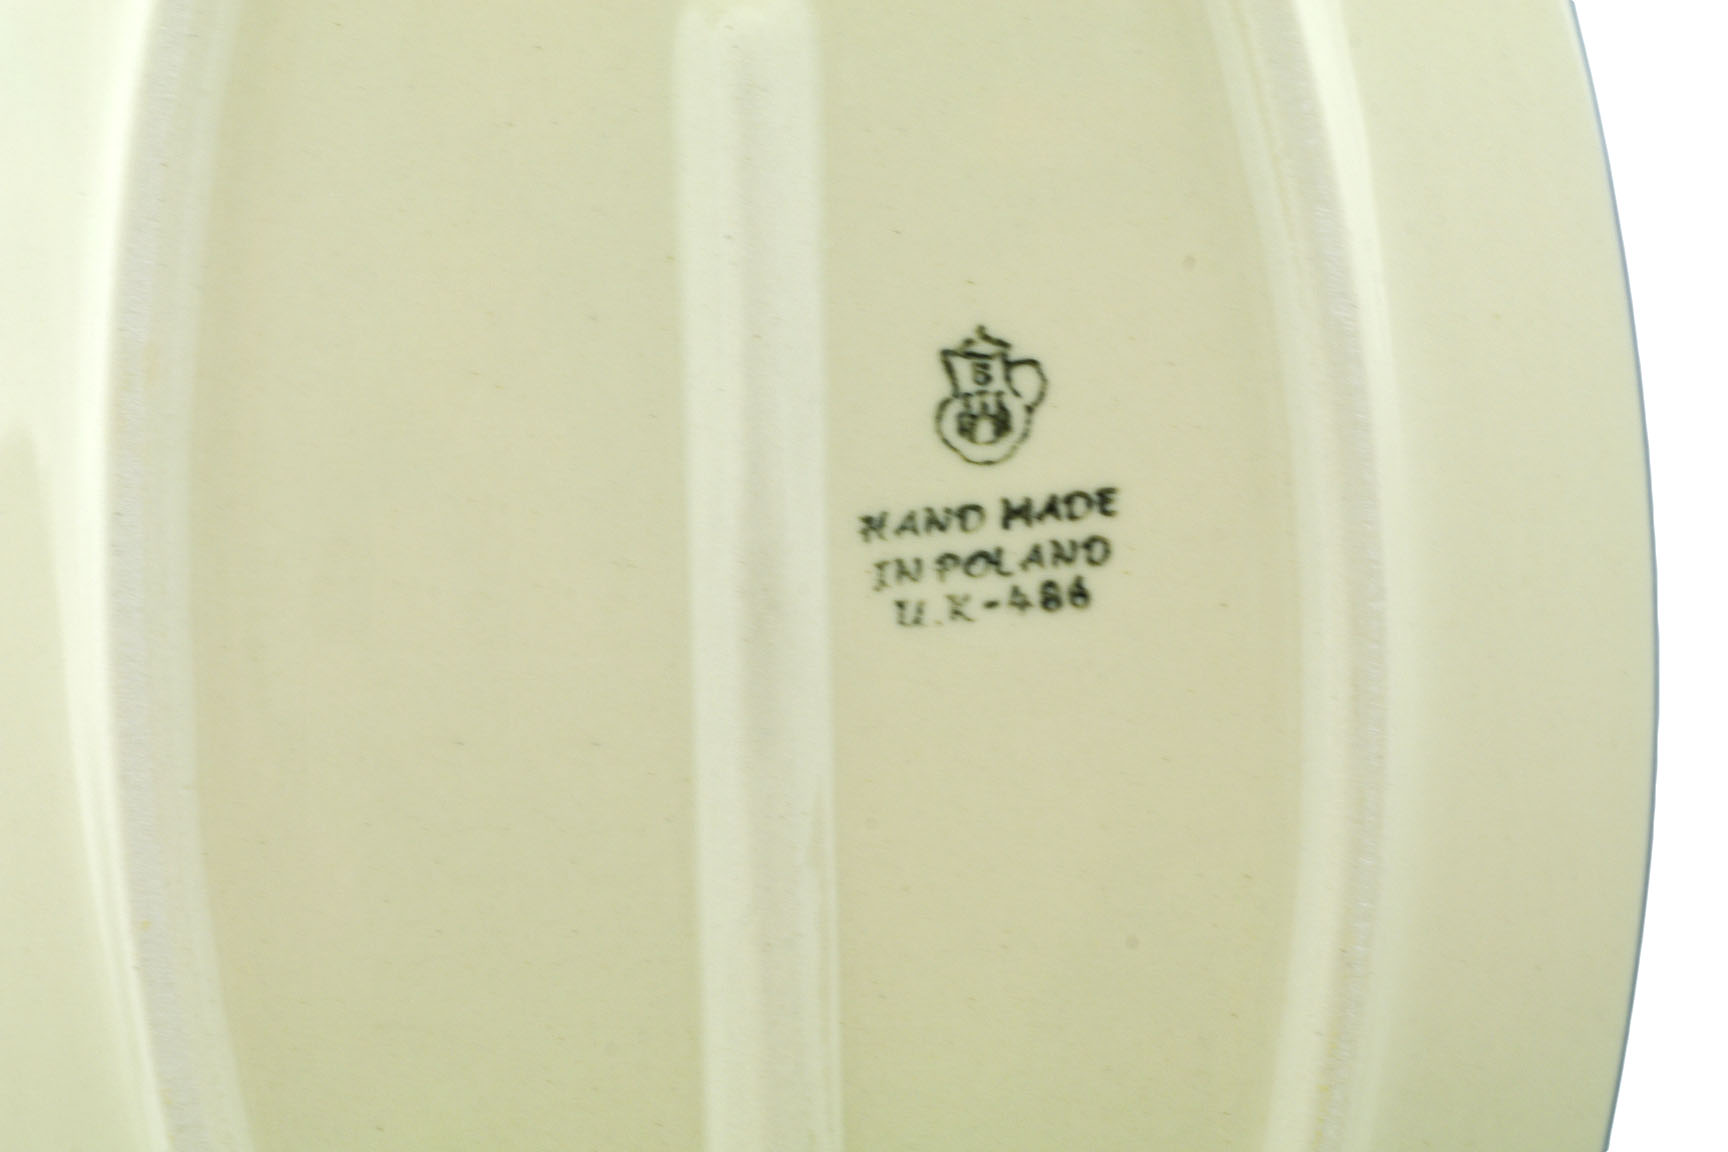 B
HAND MADE
IN POLAND
U.K-486